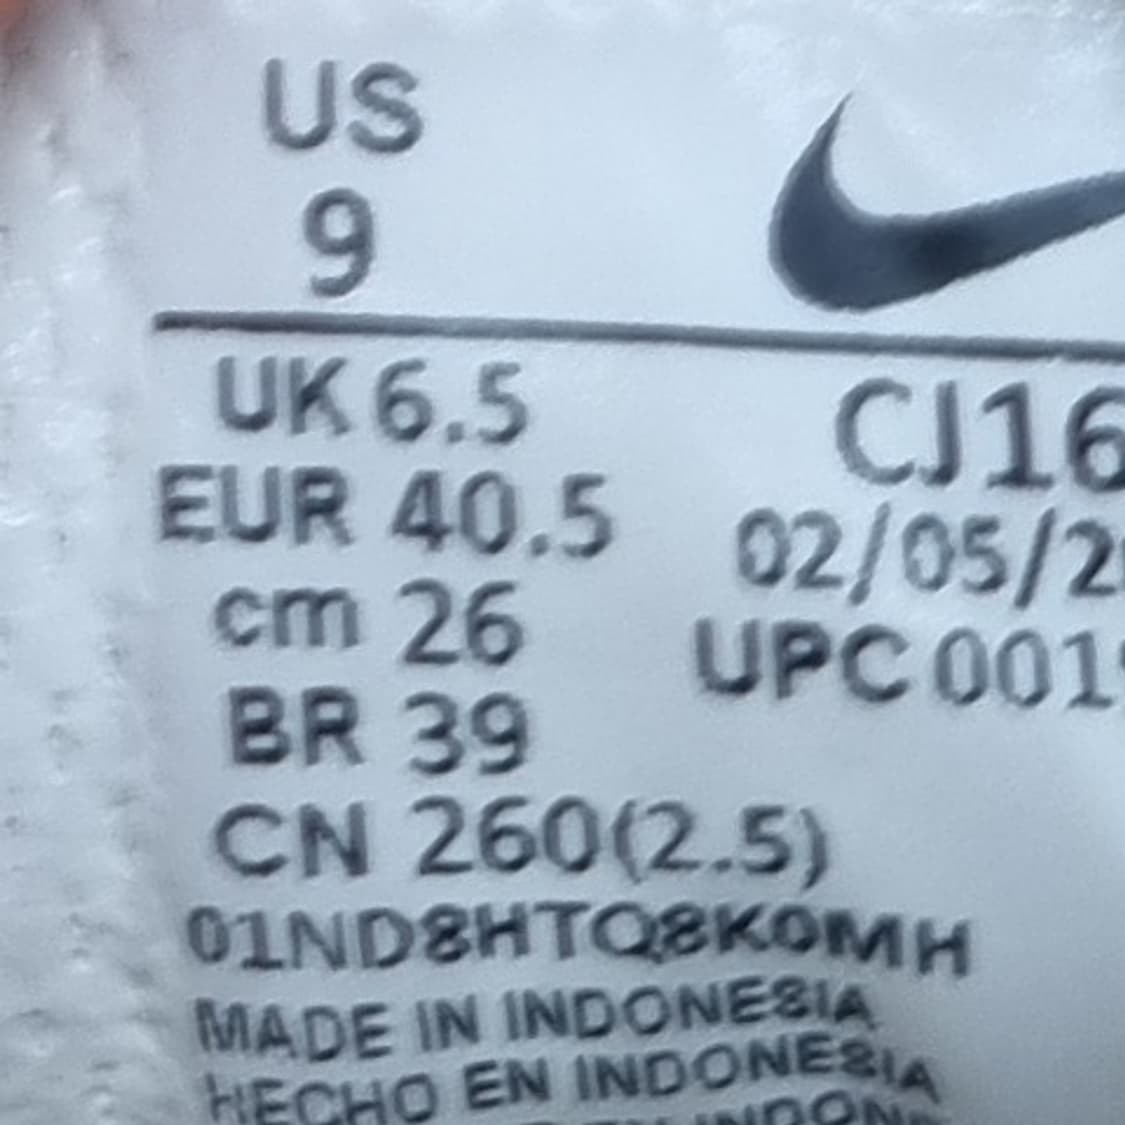 US
9
UK 6.5
EUR 40.5
cm 26
BR 39
CN 260(2.5)
CJ16
02/05/2
UPC 001
01ND8HTQ8K0MH
MADE IN INDONESIA
HECHO EN INDONESIA